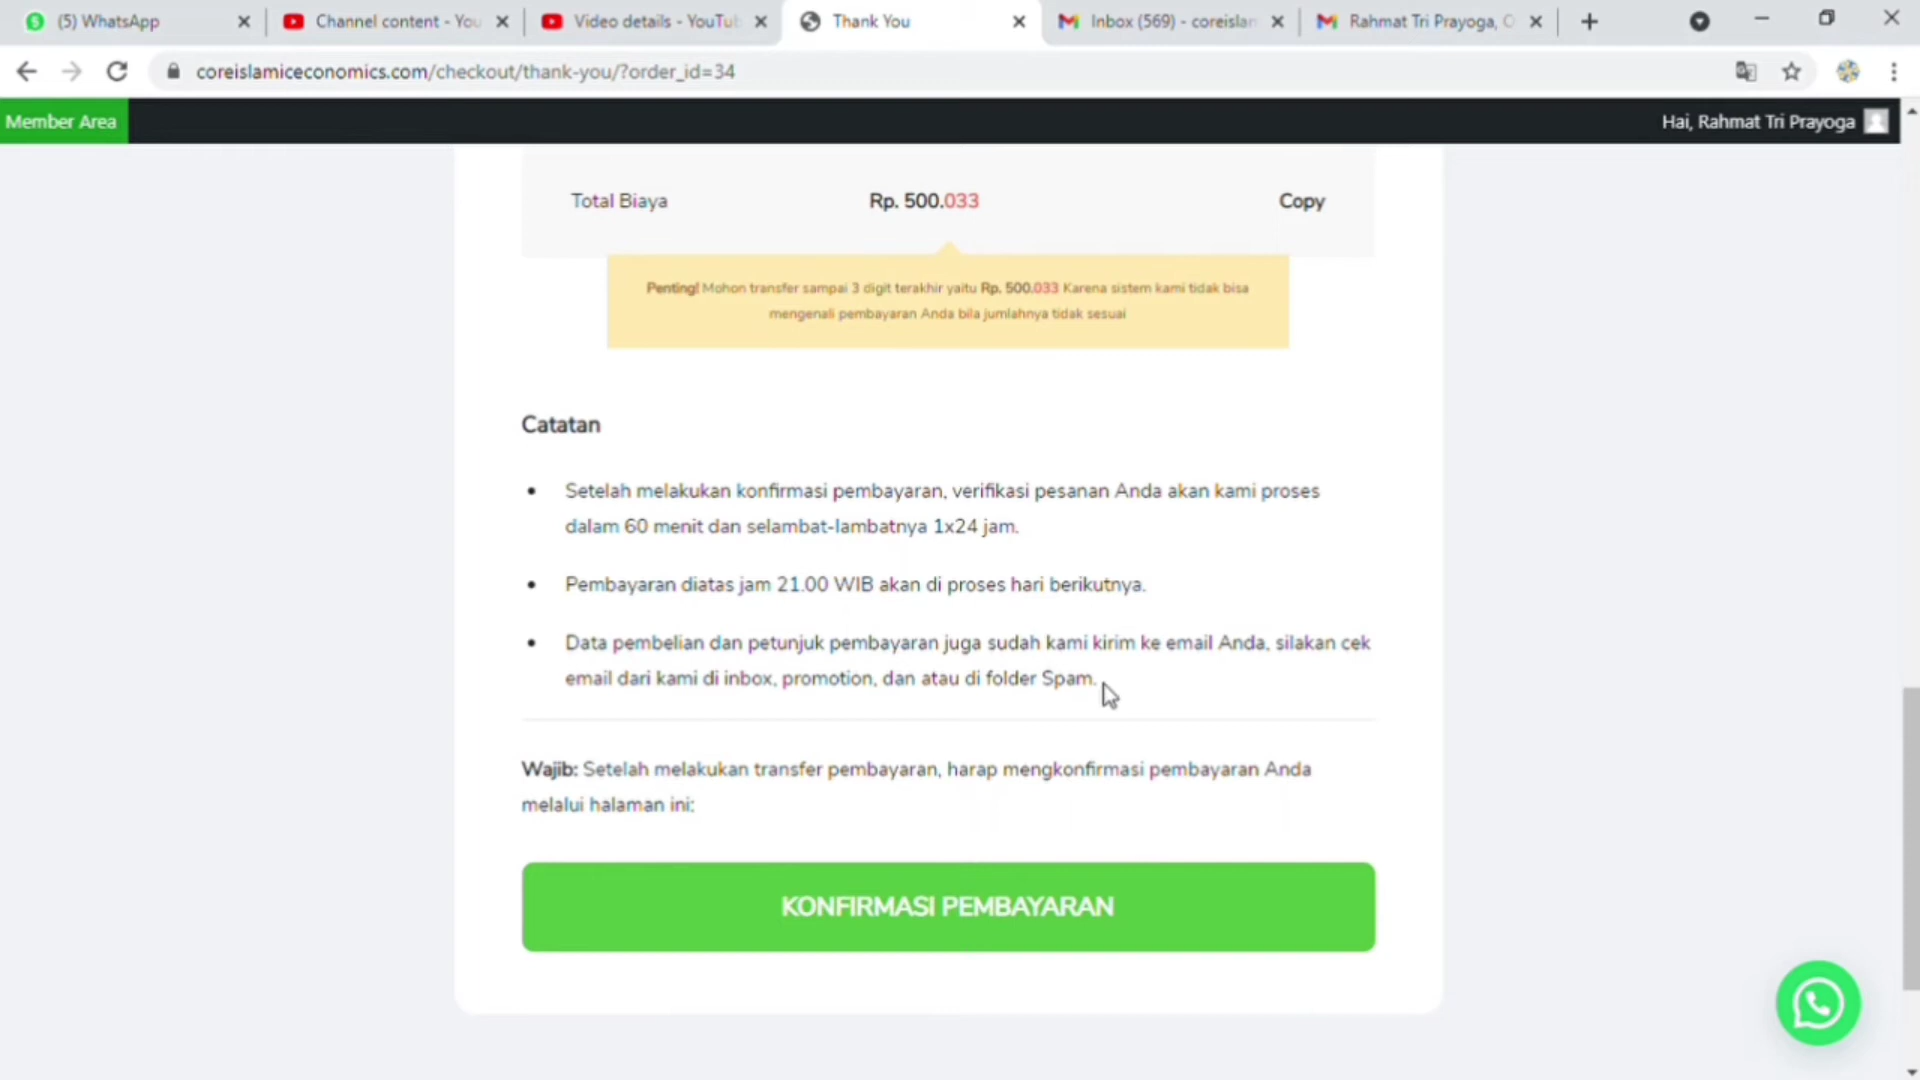 (5) WhatsApp
Channel content - You
Video details - YouTub
Thank You
Inbox (569) - coreislan
Rahmat Tri Prayoga, C
coreislamiceconomics.com/checkout/thank-you/?order_id=34
Member Area
Hai, Rahmat Tri Prayoga
Total Biaya
Rp. 500.033
Copy
Penting! Mohon transfer sampai 3 digit terakhir yaitu Rp. 500.033 Karena sistem kami tidak bisa
mengenali pembayaran Anda bila jumlahnya tidak sesuai
Catatan
• Setelah melakukan konfirmasi pembayaran, verifikasi pesanan Anda akan kami proses
dalam 60 menit dan selambat-lambatnya 1x24 jam.
• Pembayaran diatas jam 21.00 WIB akan di proses hari berikutnya.
• Data pembelian dan petunjuk pembayaran juga sudah kami kirim ke email Anda, silakan cek
email dari kami di inbox, promotion, dan atau di folder Spam.
Wajib: Setelah melakukan transfer pembayaran, harap mengkonfirmasi pembayaran Anda
melalui halaman ini:
KONFIRMASI PEMBAYARAN